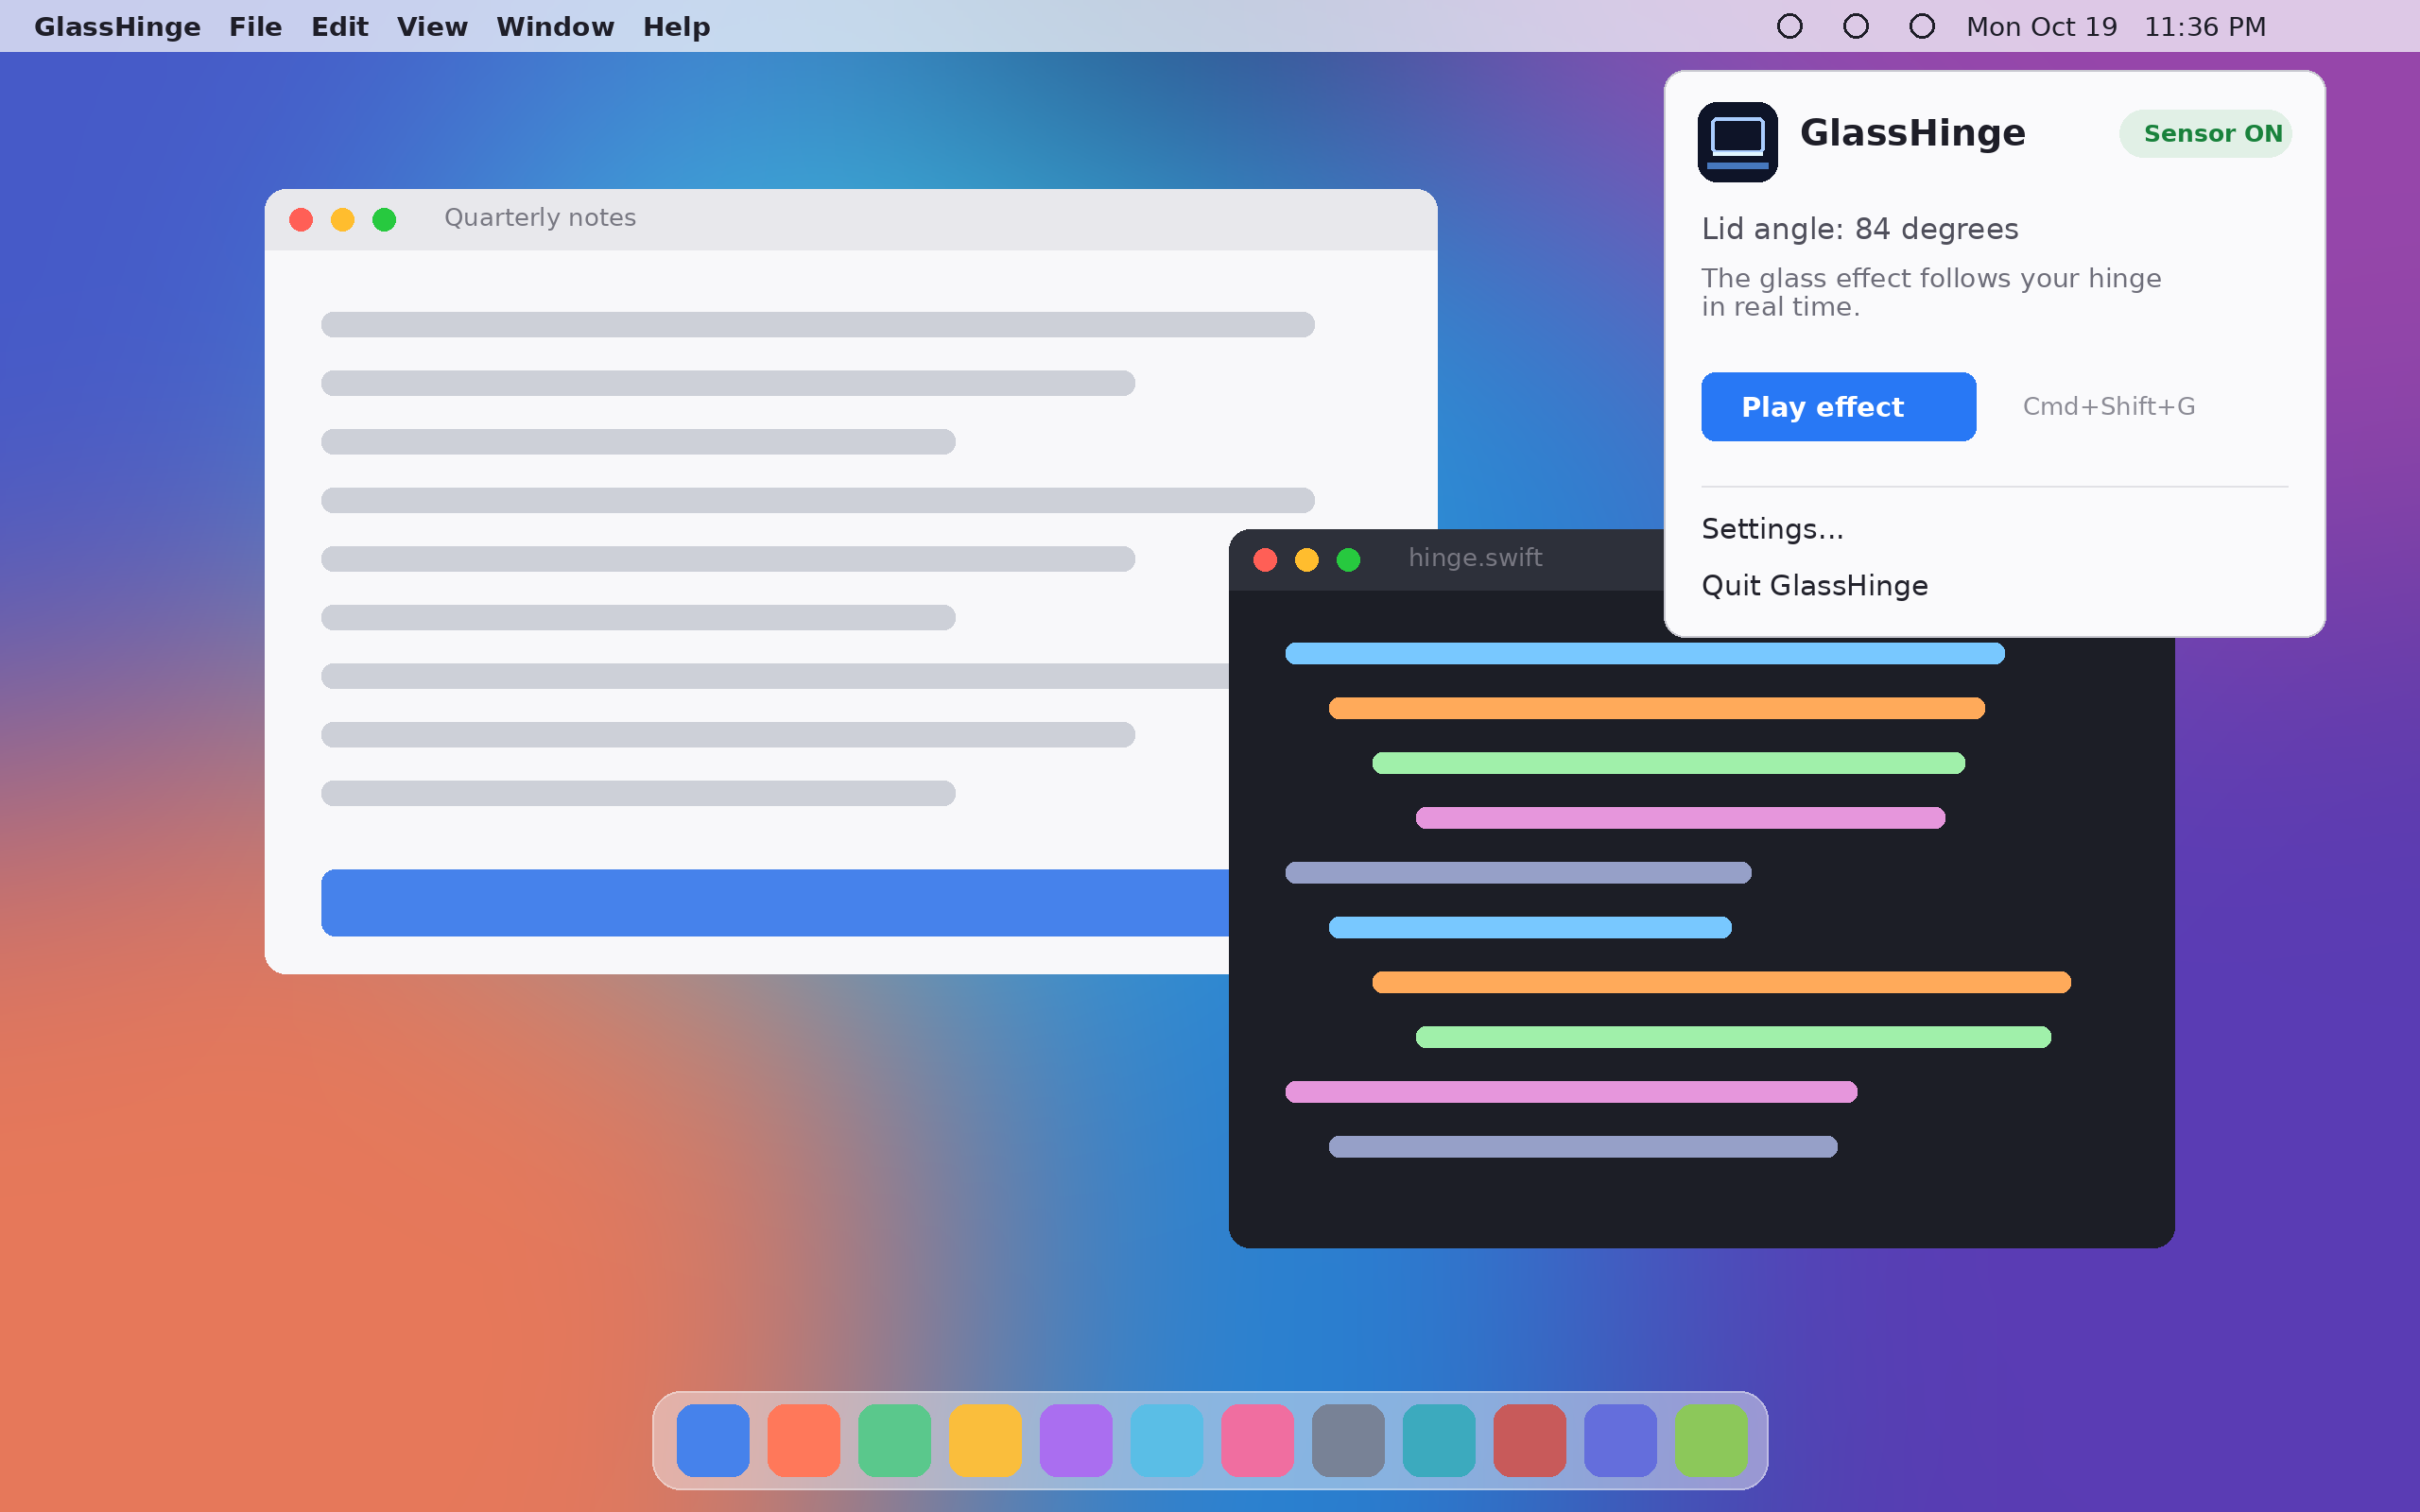 GlassHinge File Edit View Window Help Mon Oct 19 11:36 PM
GlassHinge Sensor ON
Quarterly notes
Lid angle: 84 degrees
The glass effect follows your hinge
in real time.
Play effect Cmd+Shift+G
Settings...
hinge.swift
Quit GlassHinge